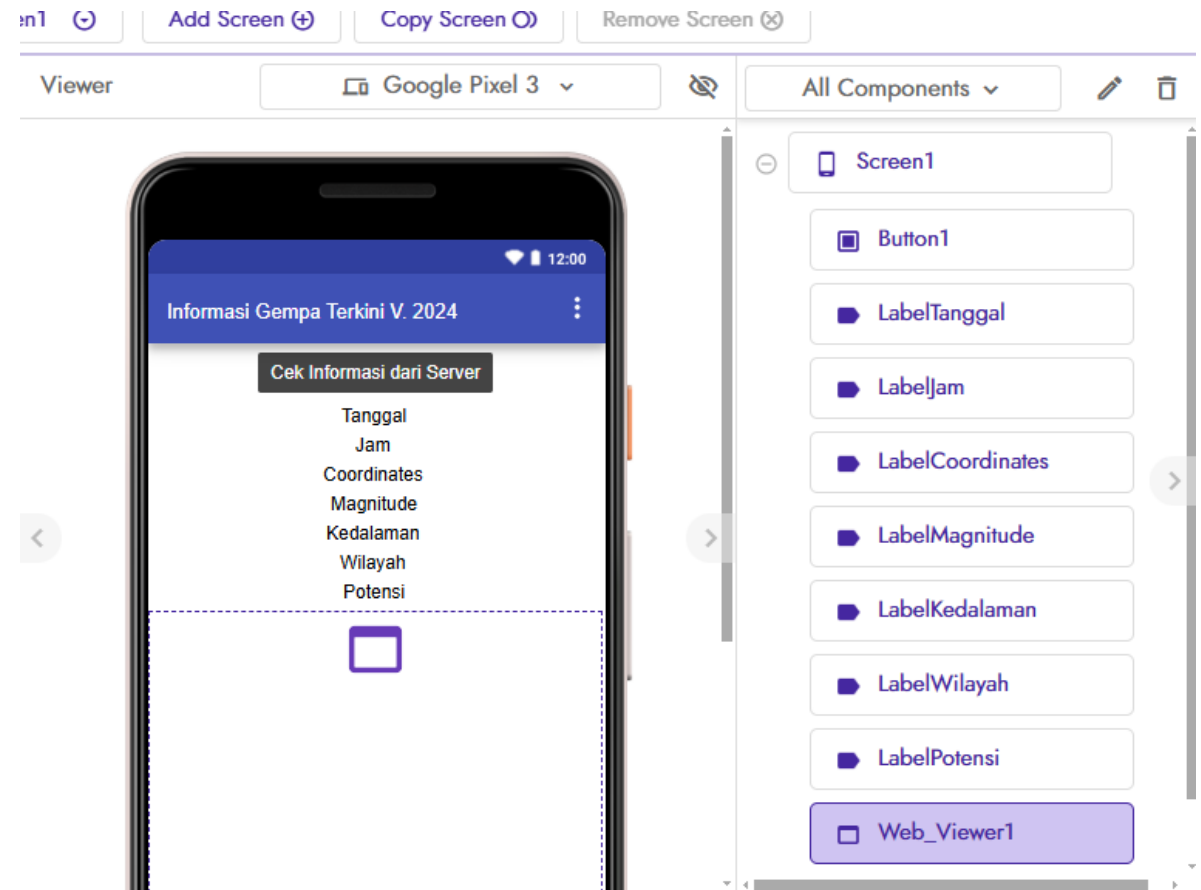 en1 Add Screen Copy Screen Remove Screen
Viewer Google Pixel 3 All Components
Screen1
Button1
LabelTanggal
LabelJam
LabelCoordinates
LabelMagnitude
LabelKedalaman
LabelWilayah
LabelPotensi
Web_Viewer1
12:00
Informasi Gempa Terkini V. 2024
Cek Informasi dari Server
Tanggal
Jam
Coordinates
Magnitude
Kedalaman
Wilayah
Potensi